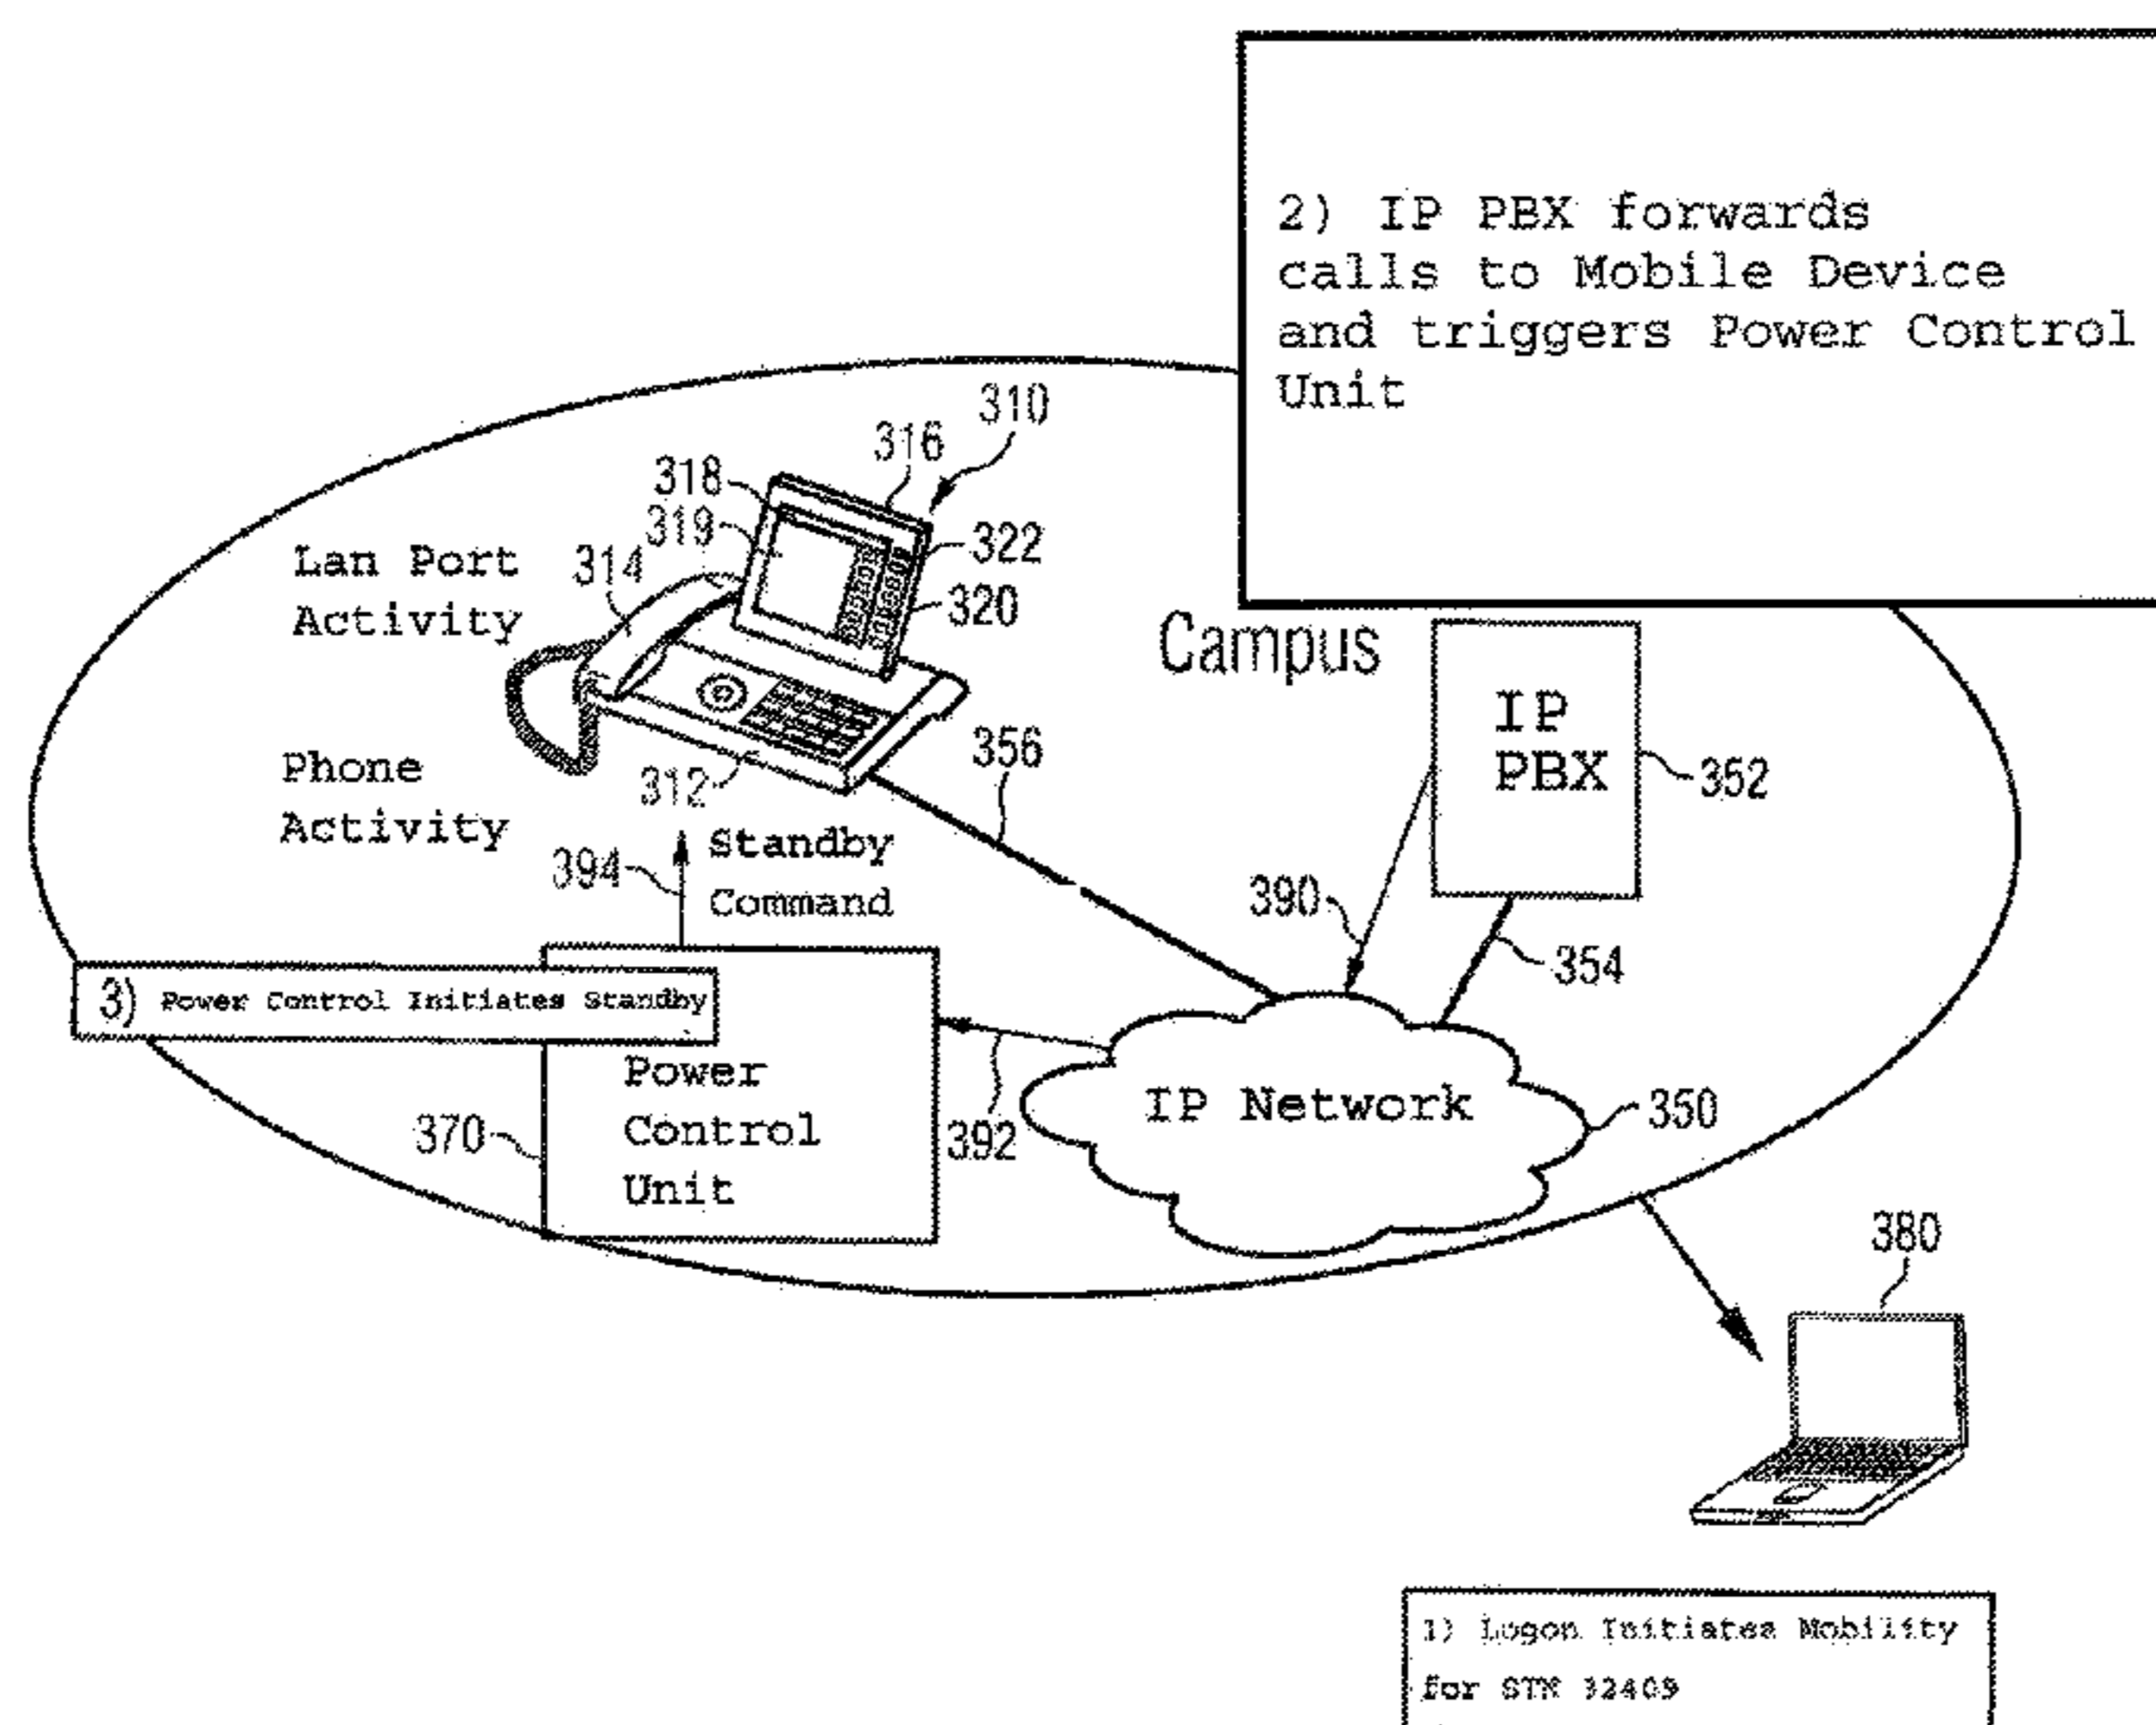 2) IP PBX forwards
calls to Mobile Device
and triggers Power Control
Unit
310
316
318
319
322
314
320
Lan Port
Activity
Campus
IP
PBX
352
356
Phone
Activity
312
394
Standby
Command
390
354
3) Power Control Initiates Standby
Power
Control
Unit
370
392
IP Network
350
380
1) Logon Initiates Mobility
for STN 32409